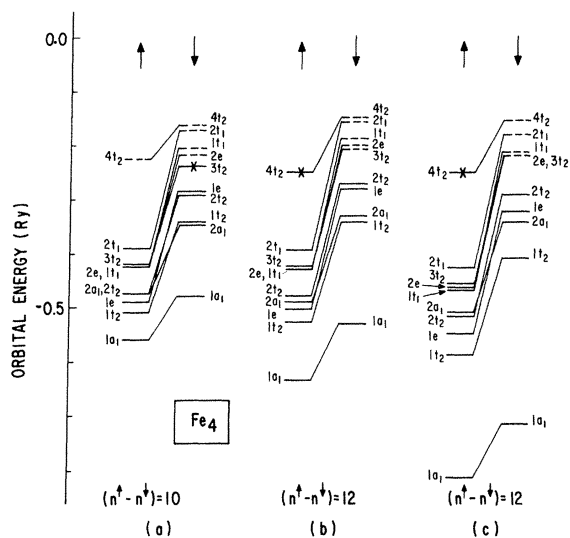 ORBITAL ENERGY (Ry)
0.0
-0.5
↑ ↓
4t₂
2t₁
1t₁
2e
3t₂
1e
2t₂
1t₂
2a₁
1a₁
4t₂
2t₁
3t₂
2e, 1t₁
2a₁, 2t₂
1e
1t₂
1a₁
Fe₄
(n↑-n↓)=10
(a)
↑ ↓
4t₂
2t₁
1t₁
2e
3t₂
2t₂
1e
2a₁
1t₂
1a₁
4t₂
2t₁
3t₂
2e, 1t₁
2t₂
2a₁
1e
1t₂
1a₁
(n↑-n↓)=12
(b)
↑ ↓
4t₂
2t₁
1t₁
2e, 3t₂
2t₂
1e
2a₁
1t₂
1a₁
4t₂
2t₁
3t₂
2e
1t₁
2a₁
2t₂
1e
1t₂
1a₁
(n↑-n↓)=12
(c)